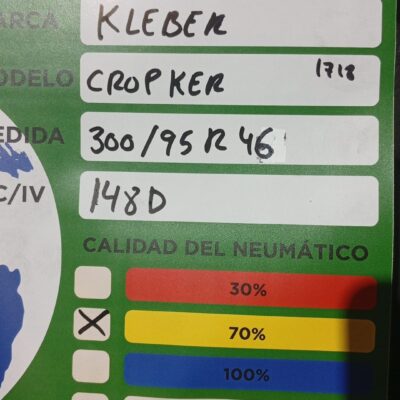 ARCA KLEBER
ODELO CROPKER 1718
EDIDA 300/95 R 46
C/IV 148D
CALIDAD DEL NEUMÁTICO
30%
70%
100%